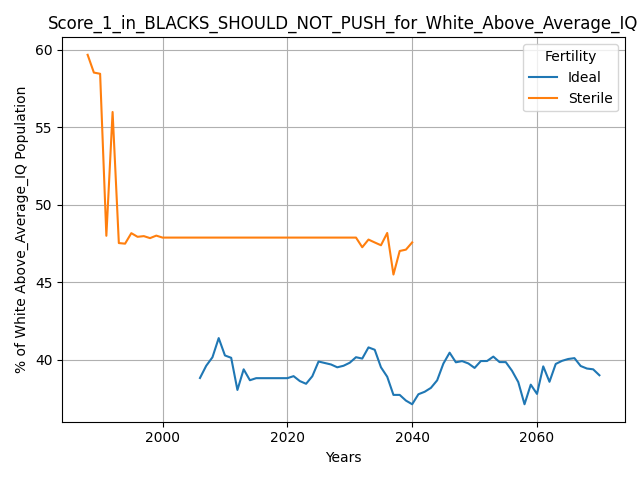 Score_1_in_BLACKS_SHOULD_NOT_PUSH_for_White_Above_Average_IQ
% of White Above_Average_IQ Population
60
55
50
45
40
Fertility
Ideal
Sterile
2000
2020
2040
2060
Years